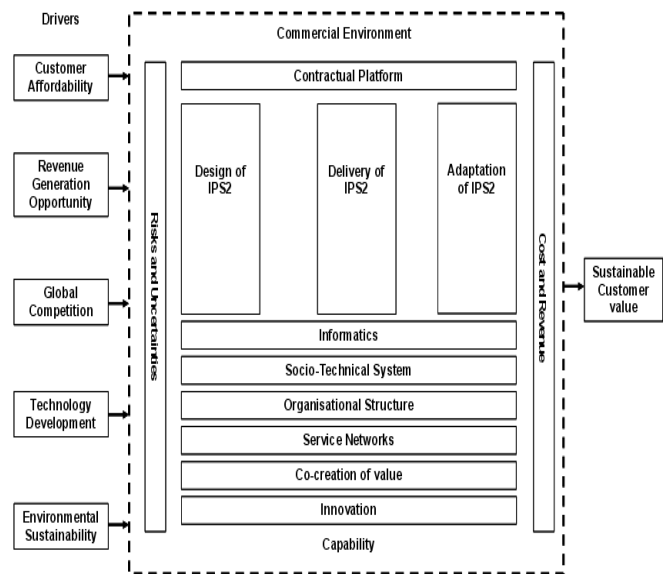 Drivers
Customer
Affordability
Revenue
Generation
Opportunity
Global
Competition
Technology
Development
Environmental
Sustainability
Commercial Environment
Risks and Uncertainties
Contractual Platform
Design of
IPS2
Delivery of
IPS2
Adaptation
of IPS2
Informatics
Socio-Technical System
Organisational Structure
Service Networks
Co-creation of value
Innovation
Capability
Cost and Revenue
Sustainable
Customer
value